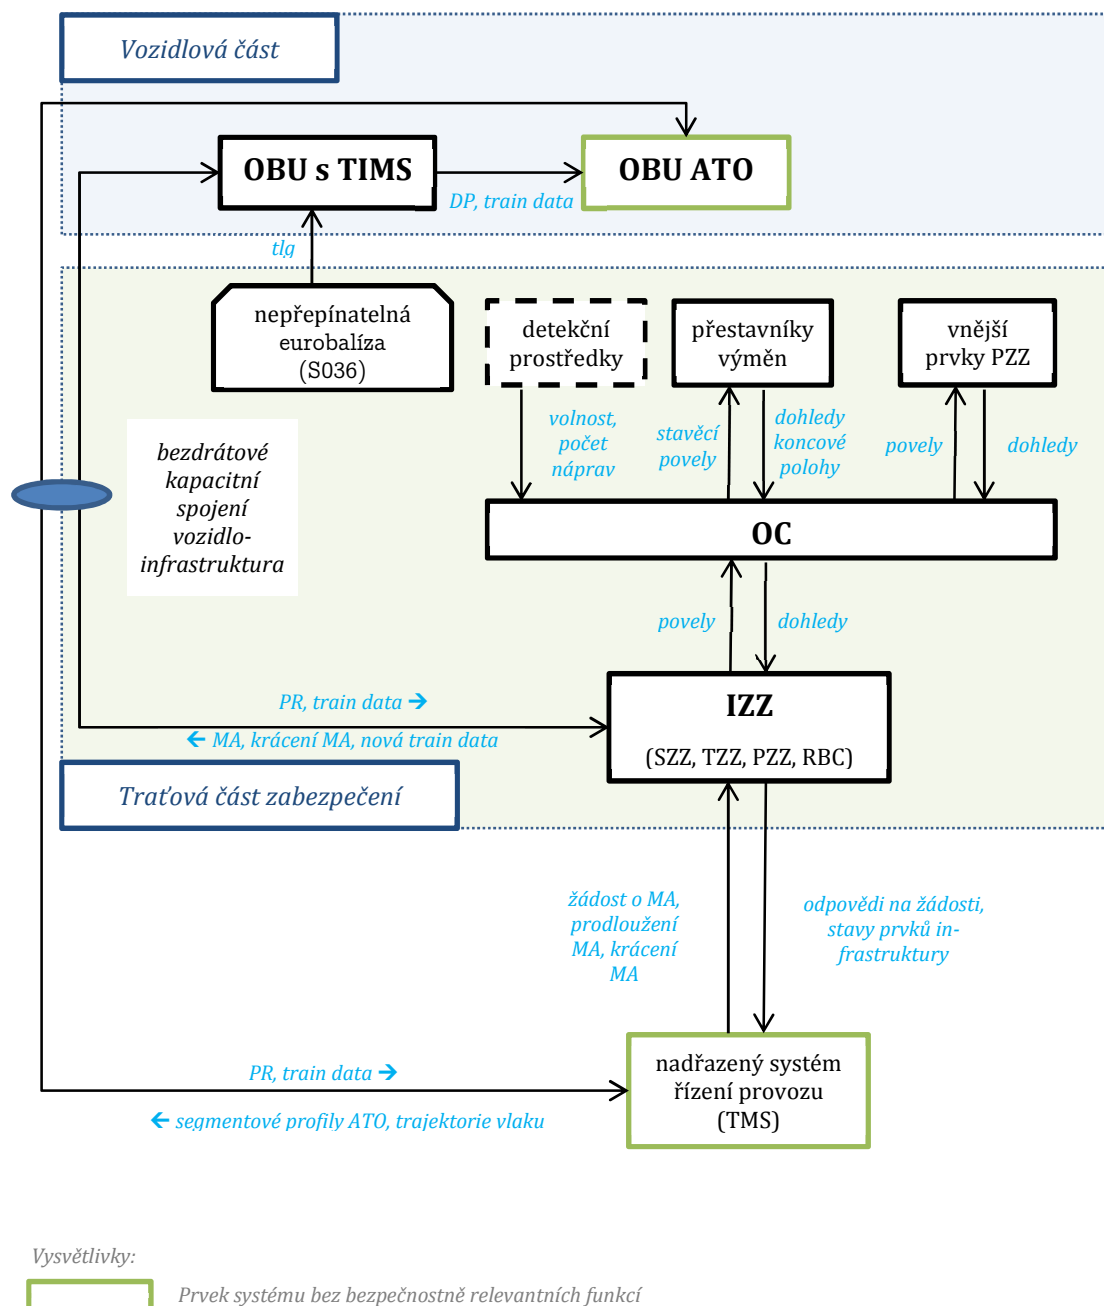 Vozidlová část
OBU s TIMS
OBU ATO
DP, train data
tlg
nepřepínatelná
eurobalíza
(S036)
detekční
prostředky
přestavníky
výměn
vnější
prvky PZZ
volnost,
počet
náprav
stavěcí
povely
dohledy
koncové
polohy
povely
dohledy
bezdrátové
kapacitní
spojení
vozidlo-
infrastruktura
OC
povely
dohledy
PR, train data →
← MA, krácení MA, nová train data
IZZ
(SZZ, TZZ, PZZ, RBC)
Traťová část zabezpečení
žádost o MA,
prodloužení
MA, krácení
MA
odpovědi na žádosti,
stavy prvků in-
frastruktury
PR, train data →
← segmentové profily ATO, trajektorie vlaku
nadřazený systém
řízení provozu
(TMS)
Vysvětlivky:
Prvek systému bez bezpečnostně relevantních funkcí